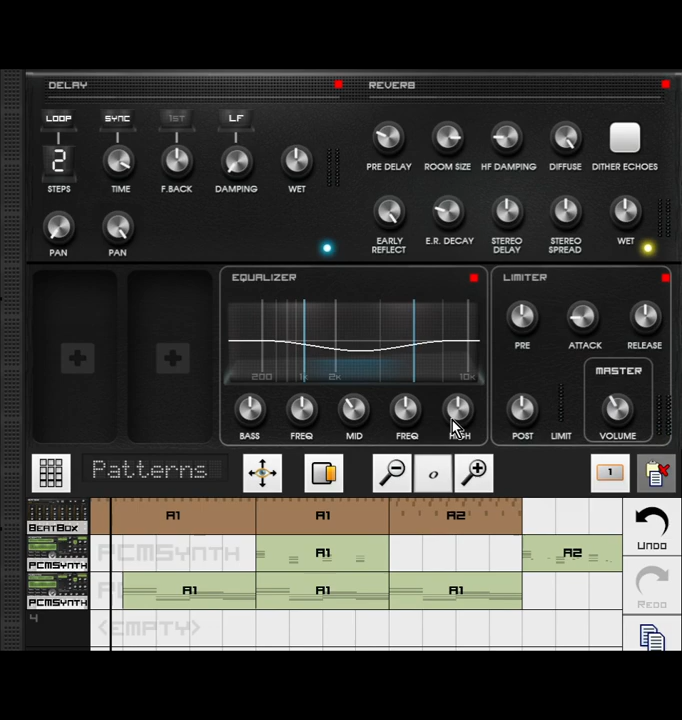 DELAY
REVERB
LOOP SYNC 1ST LF
2
STEPS TIME F.BACK DAMPING WET
PRE DELAY ROOM SIZE HF DAMPING DIFFUSE DITHER ECHOES
PAN PAN
EARLY REFLECT E.R. DECAY STEREO DELAY STEREO SPREAD WET
EQUALIZER
LIMITER
200 1K 2K 10K
PRE ATTACK RELEASE
MASTER
BASS FREQ MID FREQ HIGH
POST LIMIT VOLUME
Patterns
o
1
BEATBOX A1 A1 A2
PCMSYNTH PCMSYNTH A1 A2
PCMSYNTH A1 A1 A1
4 <EMPTY>
UNDO
REDO